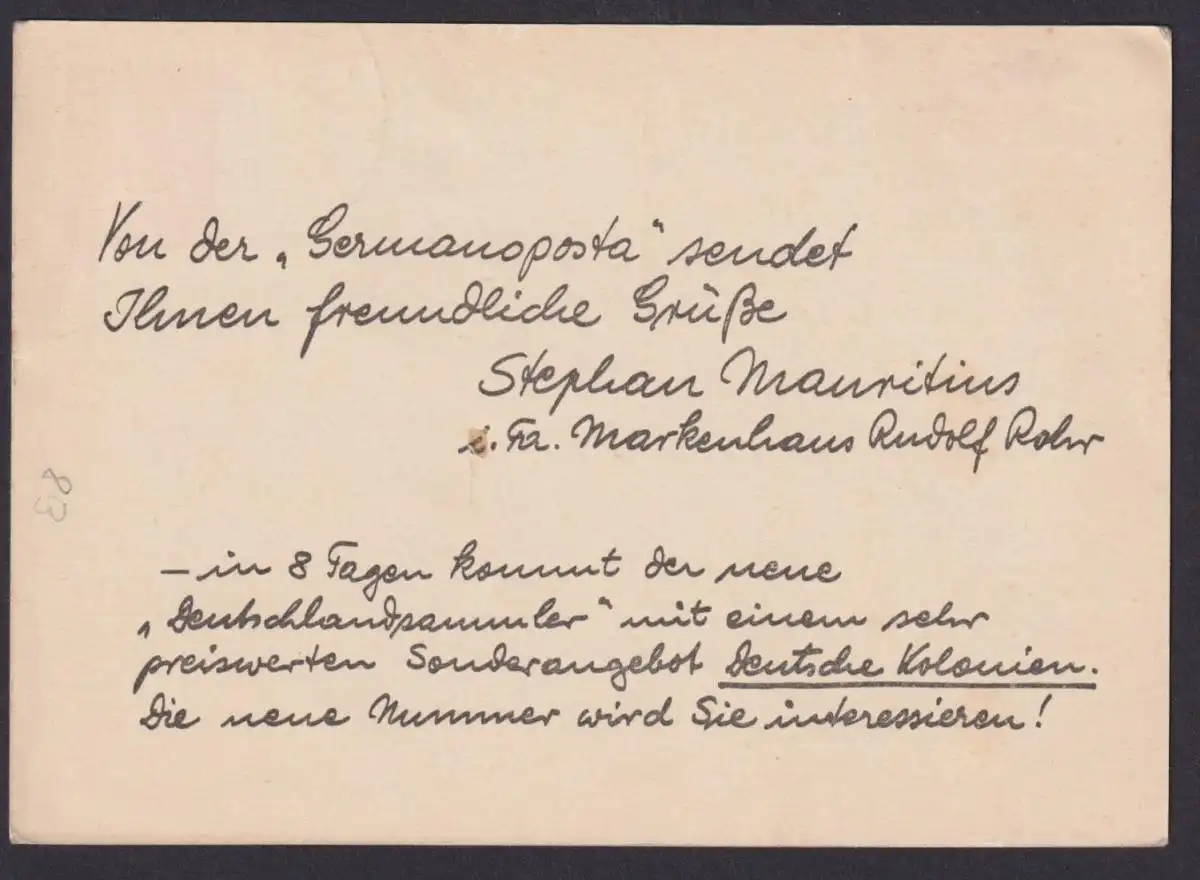 Von der „Germanoposta“ sendet
Ihnen freundliche Grüße
Stephan Mauritius
i. Fa. Markenhaus Rudolf Rohr
– in 8 Tagen kommt der neue
„Deutschlandsammler“ mit einem sehr
preiswerten Sonderangebot Deutsche Kolonien.
Die neue Nummer wird Sie interessieren!